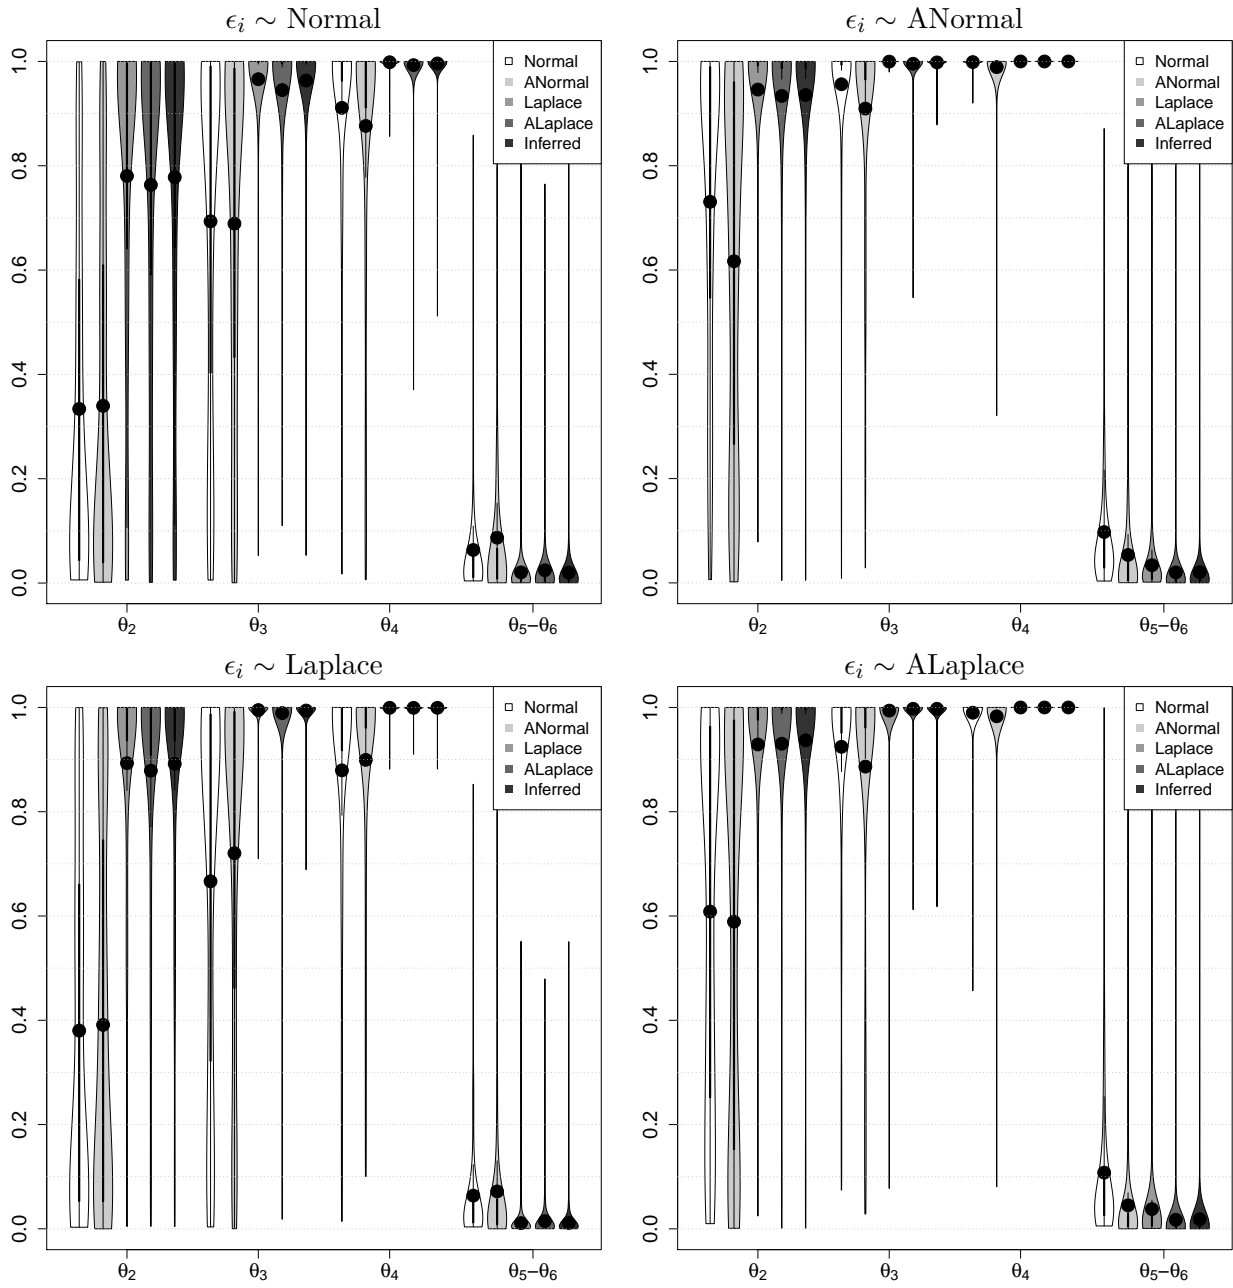 ϵi ∼ Normal
1.0
0.8
0.6
0.4
0.2
0.0
Normal
ANormal
Laplace
ALaplace
Inferred
θ2
θ3
θ4
θ5−θ6
ϵi ∼ ANormal
1.0
0.8
0.6
0.4
0.2
0.0
Normal
ANormal
Laplace
ALaplace
Inferred
θ2
θ3
θ4
θ5−θ6
ϵi ∼ Laplace
1.0
0.8
0.6
0.4
0.2
0.0
Normal
ANormal
Laplace
ALaplace
Inferred
θ2
θ3
θ4
θ5−θ6
ϵi ∼ ALaplace
1.0
0.8
0.6
0.4
0.2
0.0
Normal
ANormal
Laplace
ALaplace
Inferred
θ2
θ3
θ4
θ5−θ6